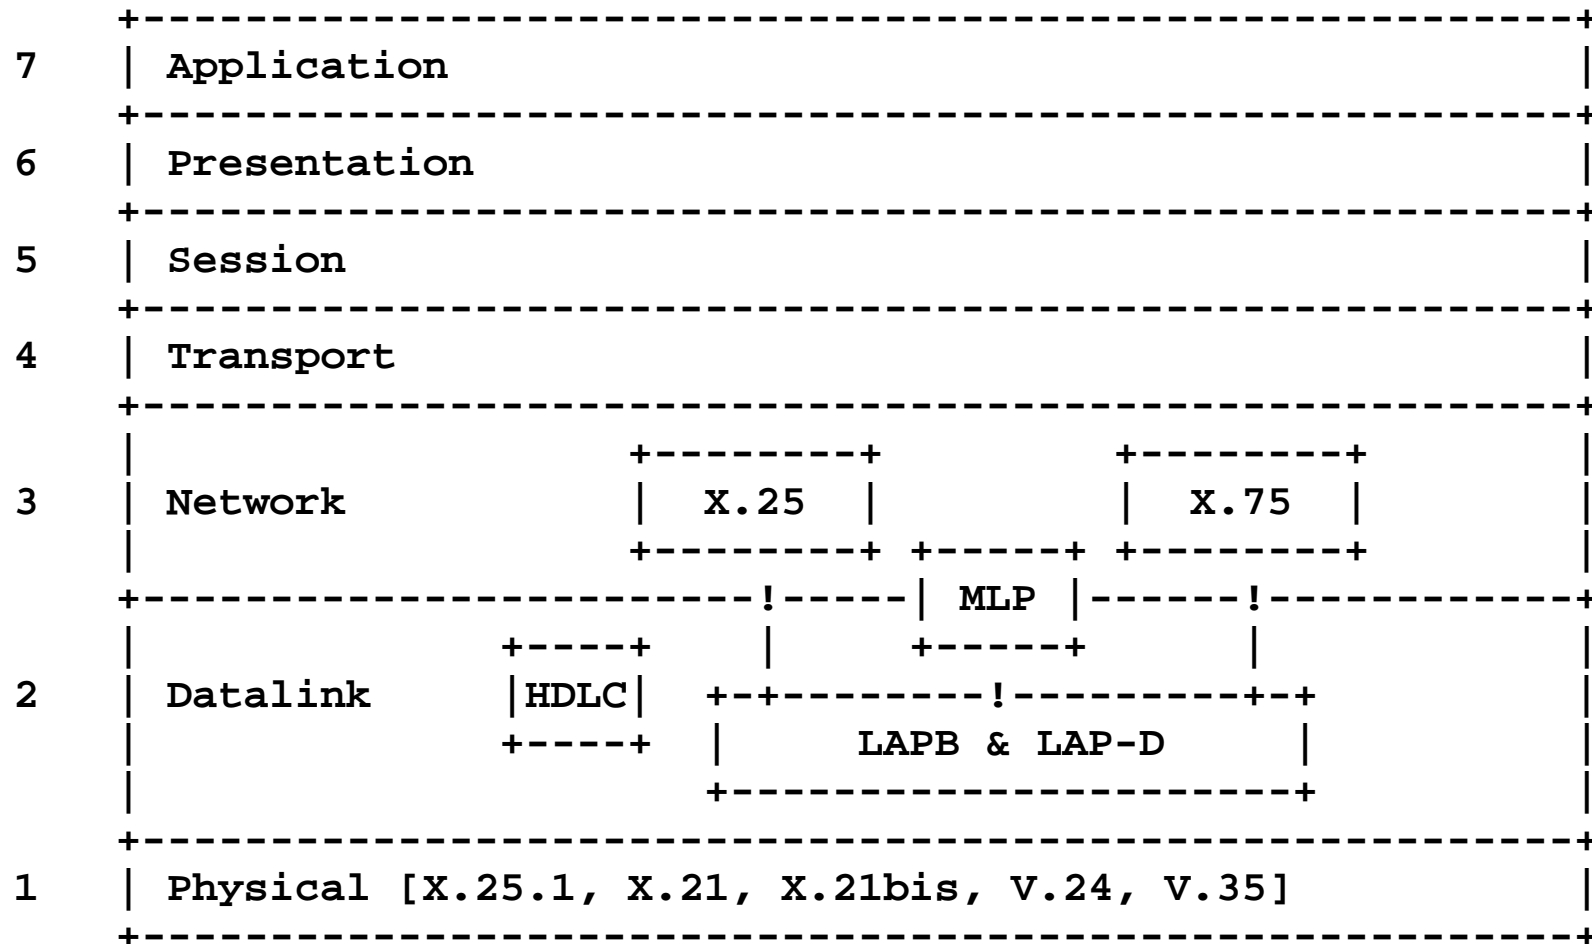 +--------------------------------------------------------+
7 | Application |
+--------------------------------------------------------+
6 | Presentation |
+--------------------------------------------------------+
5 | Session |
+--------------------------------------------------------+
4 | Transport |
+--------------------------------------------------------+
| +---------+ +---------+ |
3 | Network | X.25 | | X.75 | |
| +---------+ +------+ +---------+ |
+------------------------!-----| MLP |------!------------+
| +----+ | +------+ | |
2 | Datalink |HDLC| +-+--------!---------+-+ |
| +----+ | LAPB & LAP-D | |
| +----------------------+ |
+--------------------------------------------------------+
1 | Physical [X.25.1, X.21, X.21bis, V.24, V.35] |
+--------------------------------------------------------+